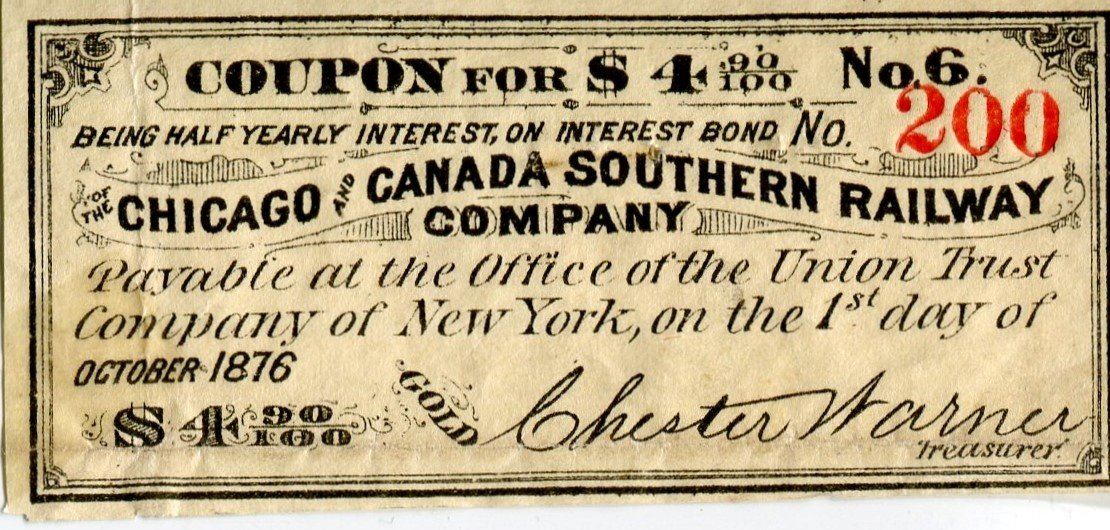 COUPON FOR $ 4 90/100 No. 6.
BEING HALF YEARLY INTEREST, ON INTEREST BOND No. 200
OF THE CHICAGO AND CANADA SOUTHERN RAILWAY
COMPANY
Payable at the Office of the Union Trust
Company of New York, on the 1st day of
OCTOBER 1876
$ 4 90/100 GOLD Chester Warner
Treasurer